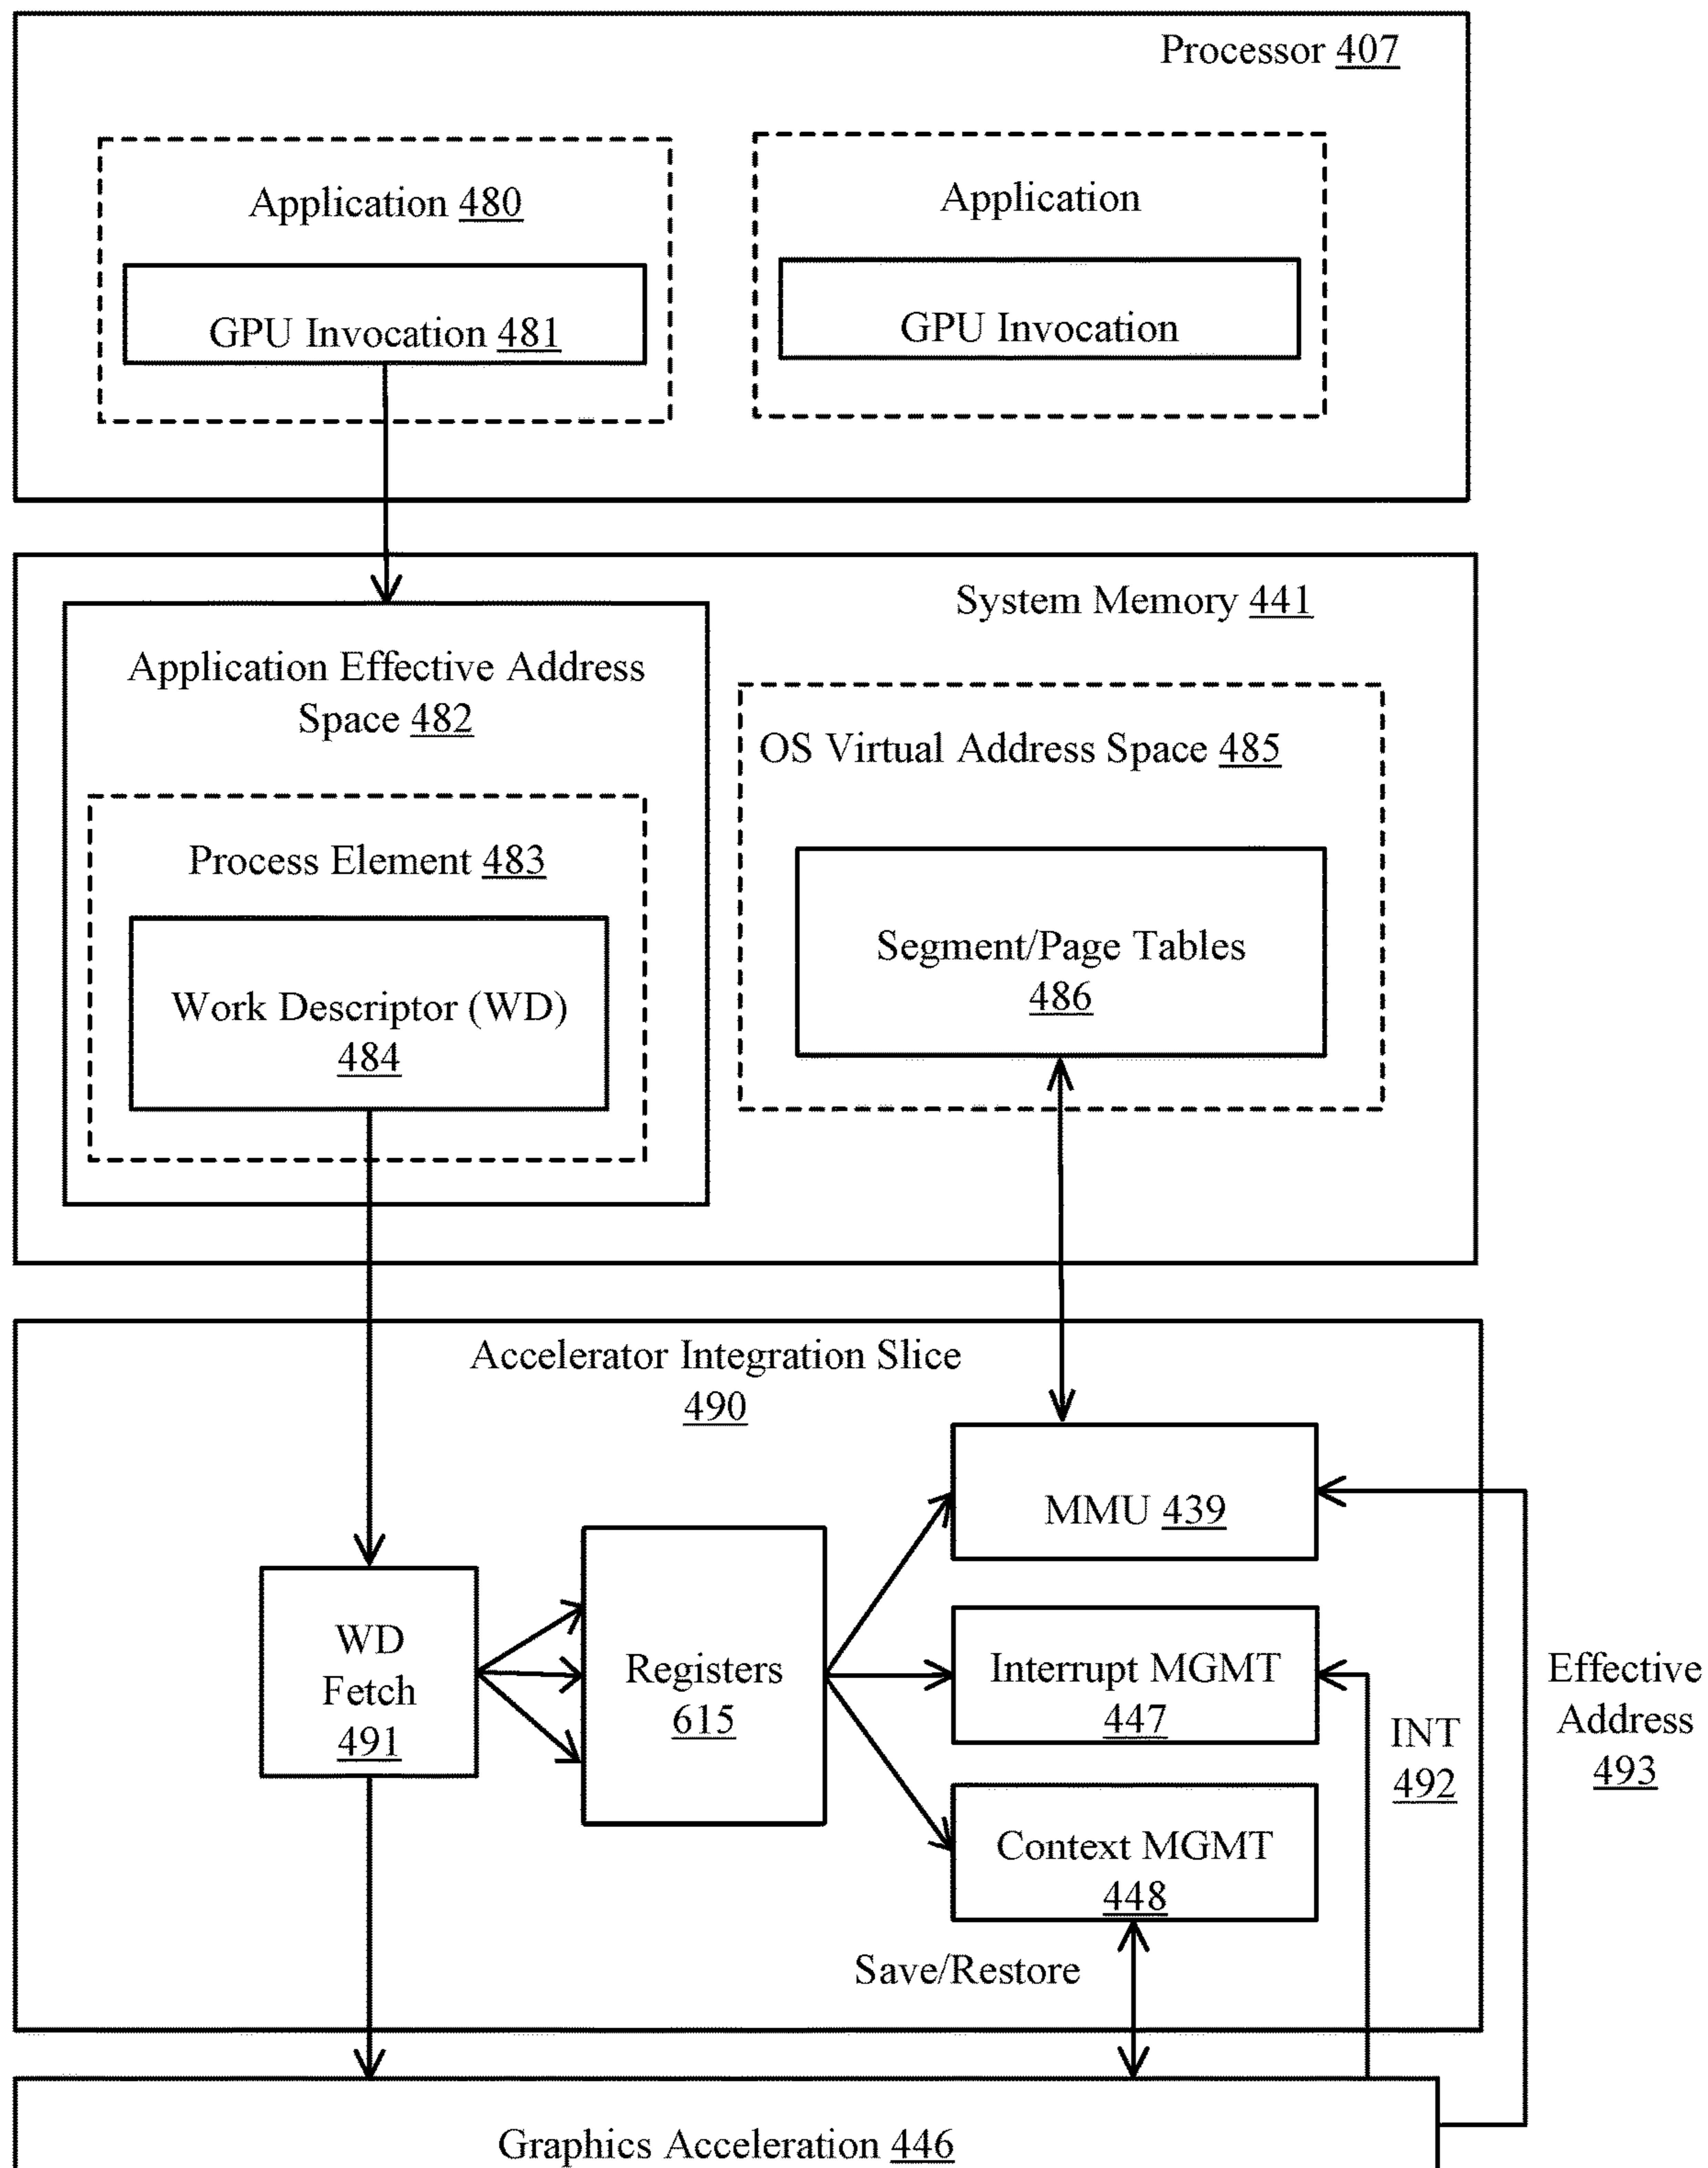 Processor 407
Application 480
GPU Invocation 481
Application
GPU Invocation
System Memory 441
Application Effective Address
Space 482
Process Element 483
Work Descriptor (WD)
484
OS Virtual Address Space 485
Segment/Page Tables
486
Accelerator Integration Slice
490
WD
Fetch
491
Registers
615
MMU 439
Interrupt MGMT
447
Context MGMT
448
Save/Restore
INT
492
Effective
Address
493
Graphics Acceleration 446